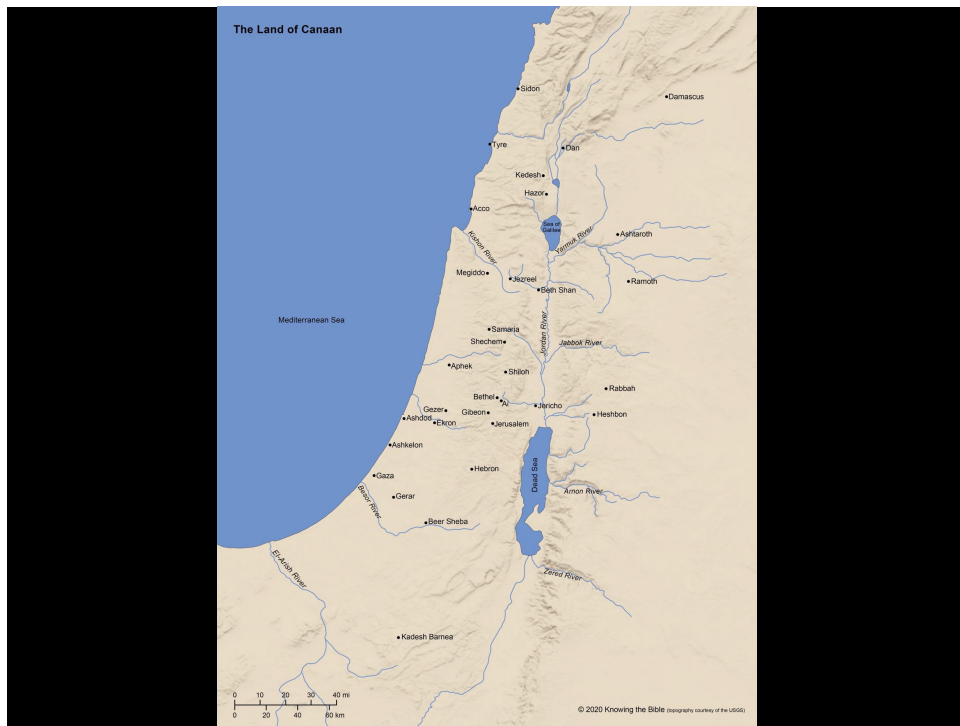 The Land of Canaan
Sidon
Damascus
Tyre
Dan
Kedesh
Hazor
Acco
Sea of
Galilee
Kishon River
Yarmuk River
Ashtaroth
Megiddo
Jezreel
Ramoth
Beth Shan
Mediterranean Sea
Jordan River
Samaria
Shechem
Jabbok River
Aphek
Shiloh
Rabbah
Bethel
Ai
Jericho
Gezer
Gibeon
Heshbon
Ashdod
Ekron
Jerusalem
Ashkelon
Hebron
Dead Sea
Gaza
Gerar
Arnon River
Besor River
Beer Sheba
El-Arish River
Zered River
Kadesh Barnea
0 10 20 30 40 mi
0 20 40 60 km
© 2020 Knowing the Bible (topography courtesy of the USGS)